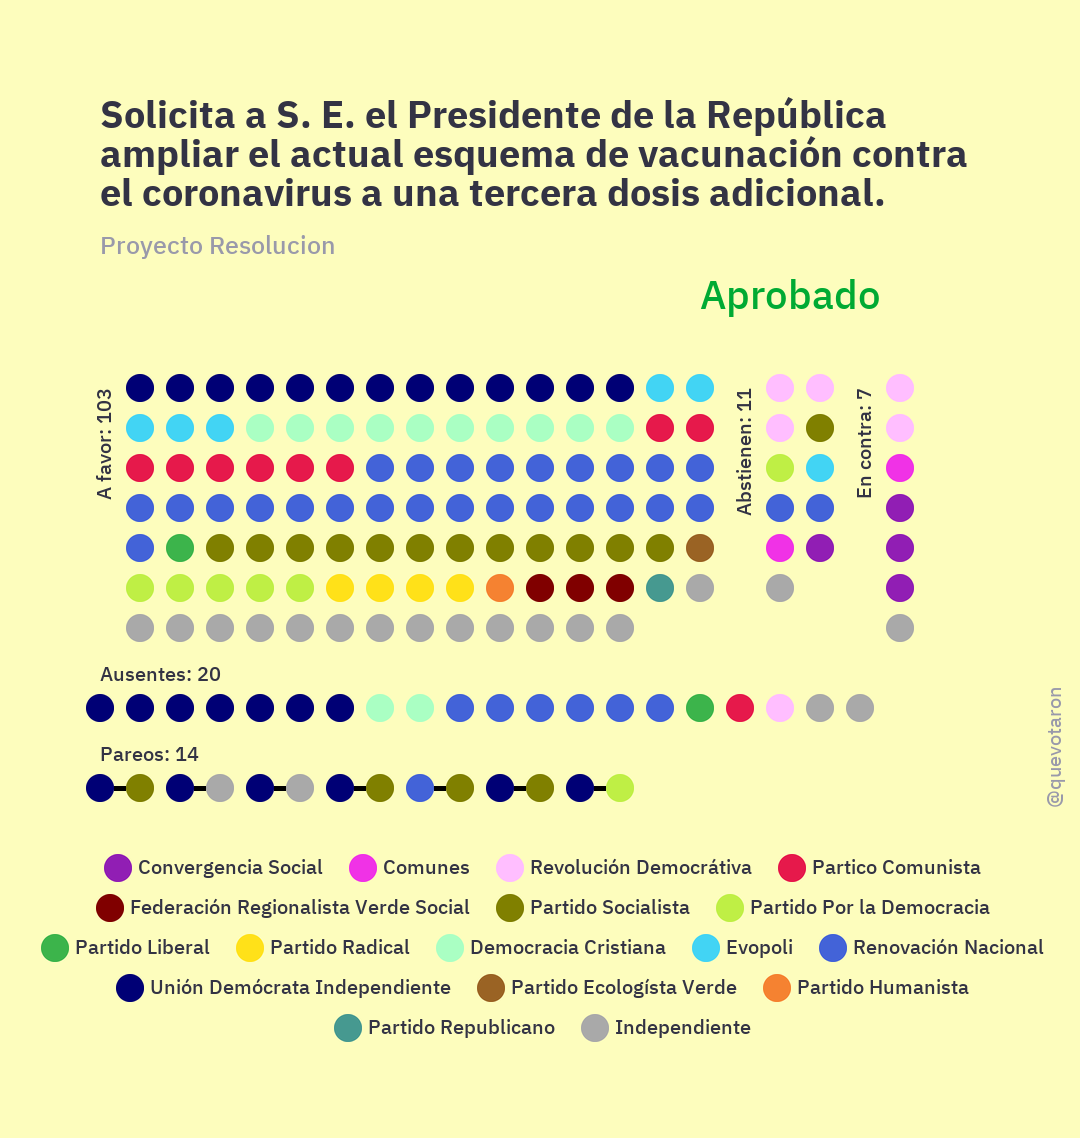 Solicita a S. E. el Presidente de la República
ampliar el actual esquema de vacunación contra
el coronavirus a una tercera dosis adicional.
Proyecto Resolucion
Aprobado
A favor: 103
Abstienen: 11
En contra: 7
Ausentes: 20
Pareos: 14
@quevotaron
Convergencia Social Comunes Revolución Democrátiva Partico Comunista
Federación Regionalista Verde Social Partido Socialista Partido Por la Democracia
Partido Liberal Partido Radical Democracia Cristiana Evopoli Renovación Nacional
Unión Demócrata Independiente Partido Ecologísta Verde Partido Humanista
Partido Republicano Independiente